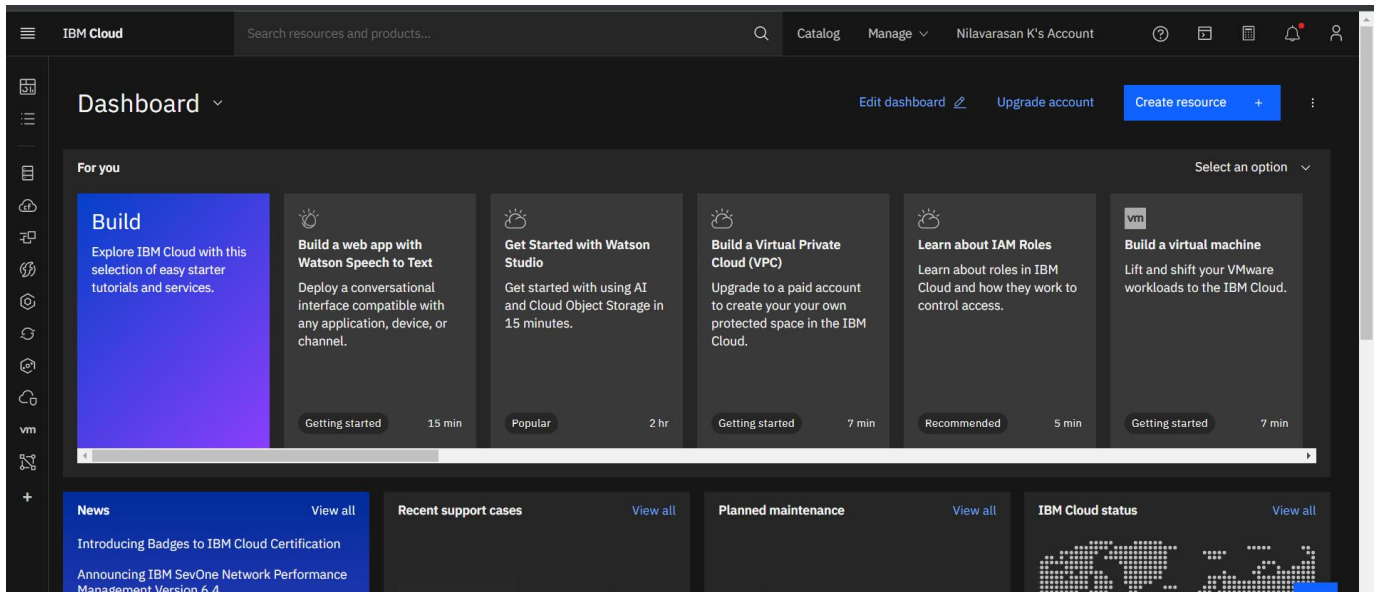 IBM Cloud
Search resources and products...
Catalog
Manage
Nilavarasan K's Account
Dashboard
Edit dashboard
Upgrade account
Create resource +
For you
Select an option
Build
Explore IBM Cloud with this
selection of easy starter
tutorials and services.
Build a web app with
Watson Speech to Text
Deploy a conversational
interface compatible with
any application, device, or
channel.
Getting started
15 min
Get Started with Watson
Studio
Get started with using AI
and Cloud Object Storage in
15 minutes.
Popular
2 hr
Build a Virtual Private
Cloud (VPC)
Upgrade to a paid account
to create your your own
protected space in the IBM
Cloud.
Getting started
7 min
Learn about IAM Roles
Learn about roles in IBM
Cloud and how they work to
control access.
Recommended
5 min
vm
Build a virtual machine
Lift and shift your VMware
workloads to the IBM Cloud.
Getting started
7 min
vm
+
News
View all
Introducing Badges to IBM Cloud Certification
Announcing IBM SevOne Network Performance
Management Version 6.4
Recent support cases
View all
Planned maintenance
View all
IBM Cloud status
View all